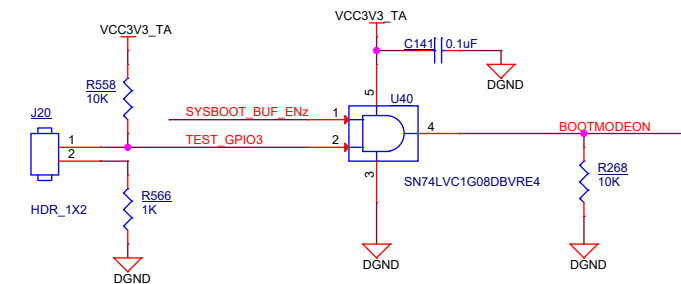 VCC3V3_TA
VCC3V3_TA
C141 0.1uF
R558
10K
DGND
5
U40
J20
SYSBOOT_BUF_ENz
1
4
BOOTMODEON
1
TEST_GPIO3
2
2
R566
1K
3
SN74LVC1G08DBVRE4
R268
10K
HDR_1X2
DGND
DGND
DGND